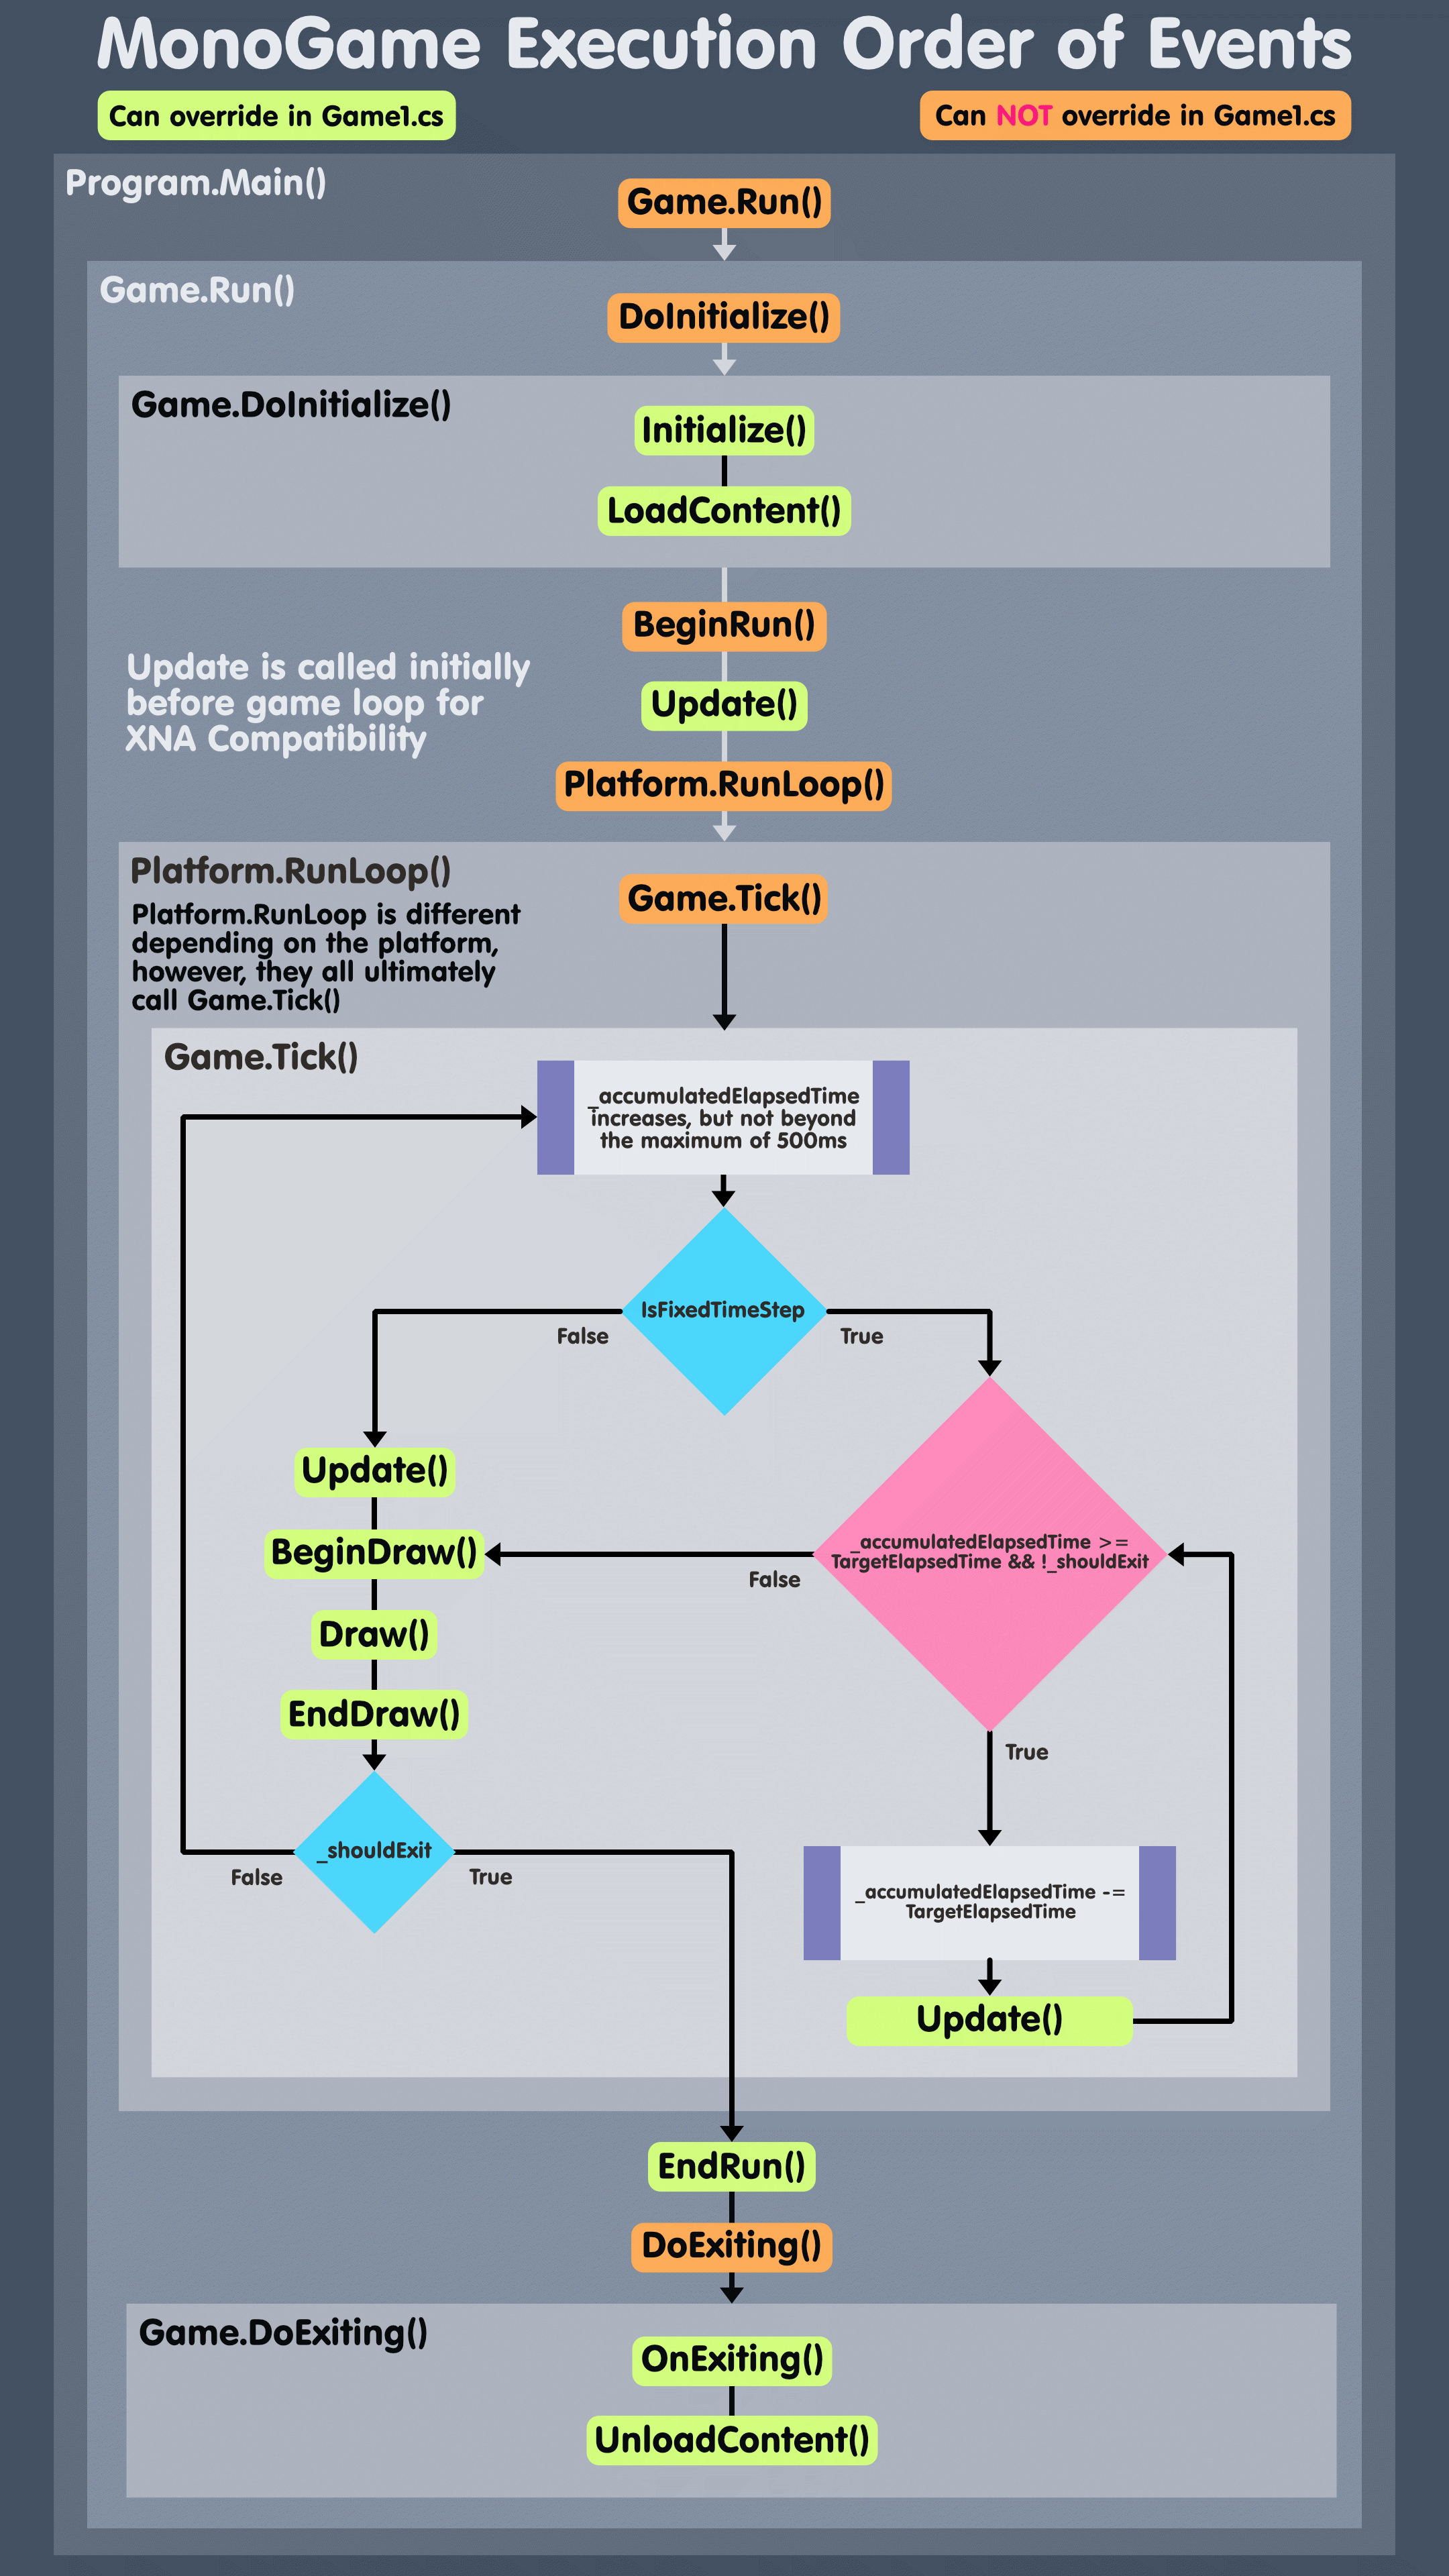 MonoGame Execution Order of Events
Can override in Game1.cs
Can NOT override in Game1.cs
Program.Main()
Game.Run()
Game.Run()
DoInitialize()
Game.DoInitialize()
Initialize()
LoadContent()
BeginRun()
Update is called initially
before game loop for
XNA Compatibility
Update()
Platform.RunLoop()
Platform.RunLoop()
Platform.RunLoop is different
depending on the platform,
however, they all ultimately
call Game.Tick()
Game.Tick()
Game.Tick()
_accumulatedElapsedTime
increases, but not beyond
the maximum of 500ms
IsFixedTimeStep
False
True
Update()
BeginDraw()
Draw()
EndDraw()
_accumulatedElapsedTime >=
TargetElapsedTime && !_shouldExit
False
True
_shouldExit
False
True
_accumulatedElapsedTime -=
TargetElapsedTime
Update()
EndRun()
DoExiting()
Game.DoExiting()
OnExiting()
UnloadContent()